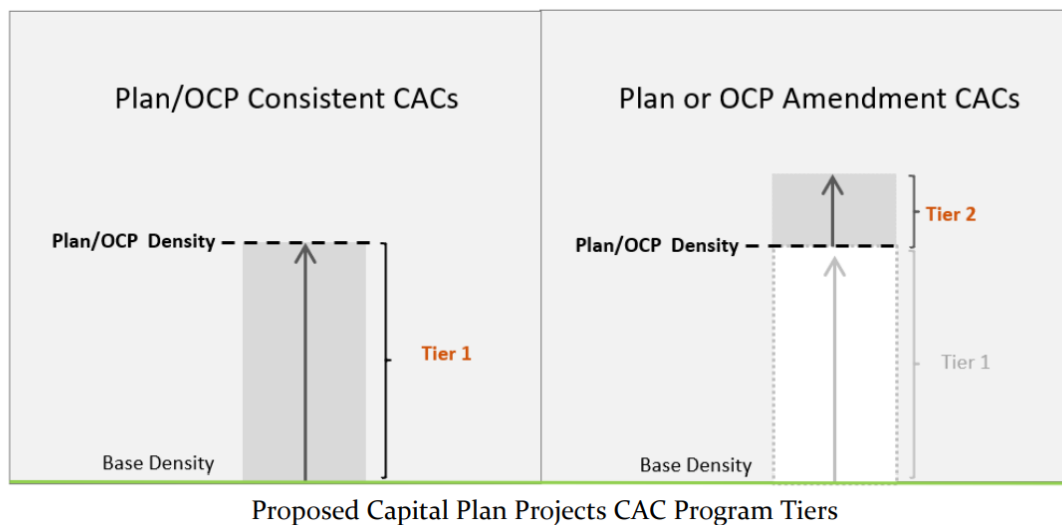 Plan/OCP Consistent CACs
Plan/OCP Density
Tier 1
Base Density
Plan or OCP Amendment CACs
Tier 2
Plan/OCP Density
Tier 1
Base Density
Proposed Capital Plan Projects CAC Program Tiers